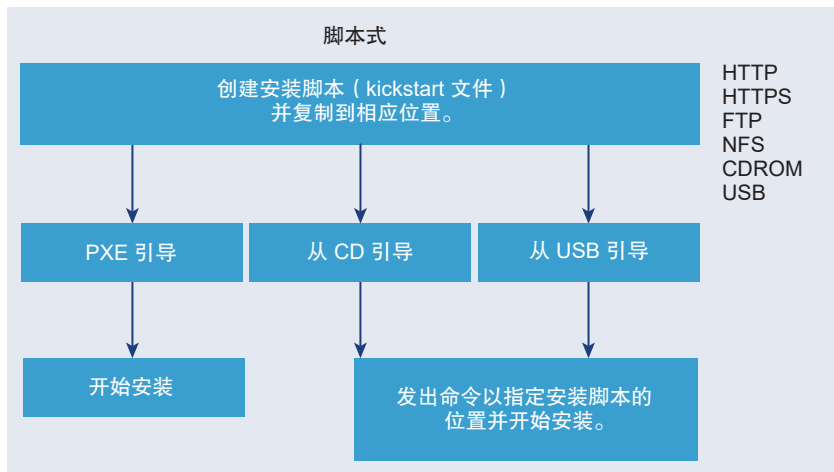 脚本式
创建安装脚本（kickstart 文件）
并复制到相应位置。
HTTP
HTTPS
FTP
NFS
CDROM
USB
PXE 引导
从 CD 引导
从 USB 引导
开始安装
发出命令以指定安装脚本的
位置并开始安装。